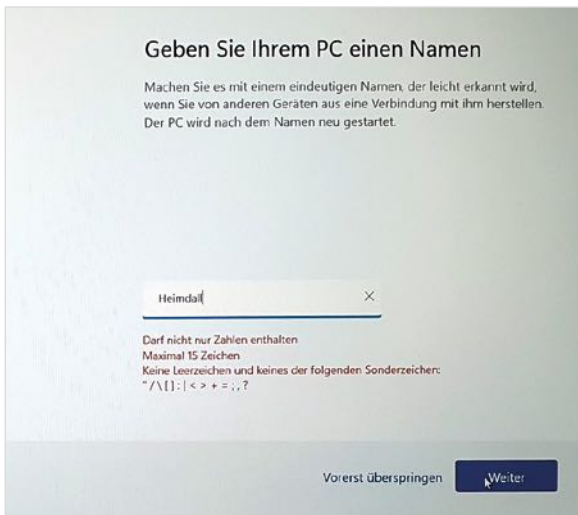 Geben Sie Ihrem PC einen Namen
Machen Sie es mit einem eindeutigen Namen, der leicht erkannt wird,
wenn Sie von anderen Geräten aus eine Verbindung mit ihm herstellen.
Der PC wird nach dem Namen neu gestartet.
Heimdall
Darf nicht nur Zahlen enthalten
Maximal 15 Zeichen
Keine Leerzeichen und keines der folgenden Sonderzeichen:
"/\[]:|<>+=;,?
Vorerst überspringen
Weiter